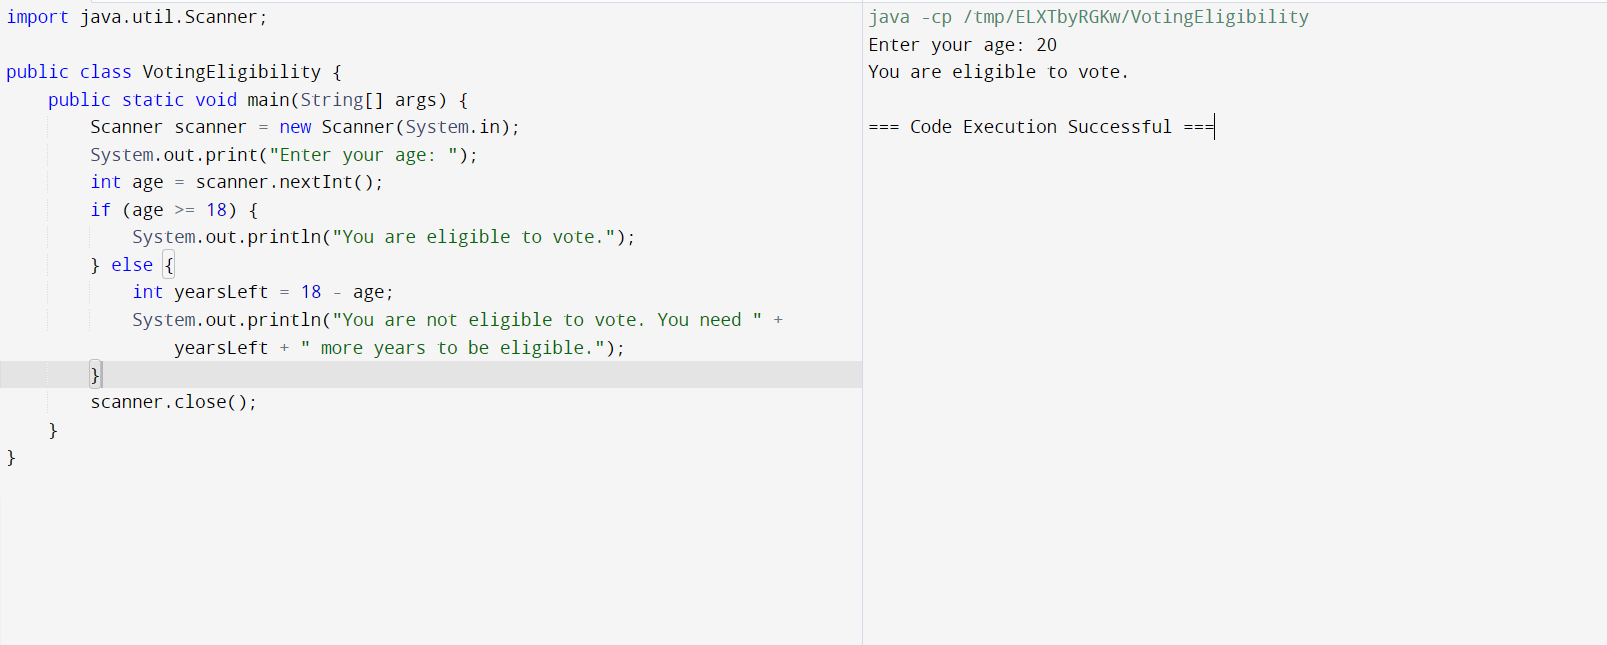 import java.util.Scanner;

public class VotingEligibility {
    public static void main(String[] args) {
        Scanner scanner = new Scanner(System.in);
        System.out.print("Enter your age: ");
        int age = scanner.nextInt();
        if (age >= 18) {
            System.out.println("You are eligible to vote.");
        } else {
            int yearsLeft = 18 - age;
            System.out.println("You are not eligible to vote. You need " +
                yearsLeft + " more years to be eligible.");
        }
        scanner.close();
    }
}
java -cp /tmp/ELXTbyRGKw/VotingEligibility
Enter your age: 20
You are eligible to vote.

=== Code Execution Successful ===